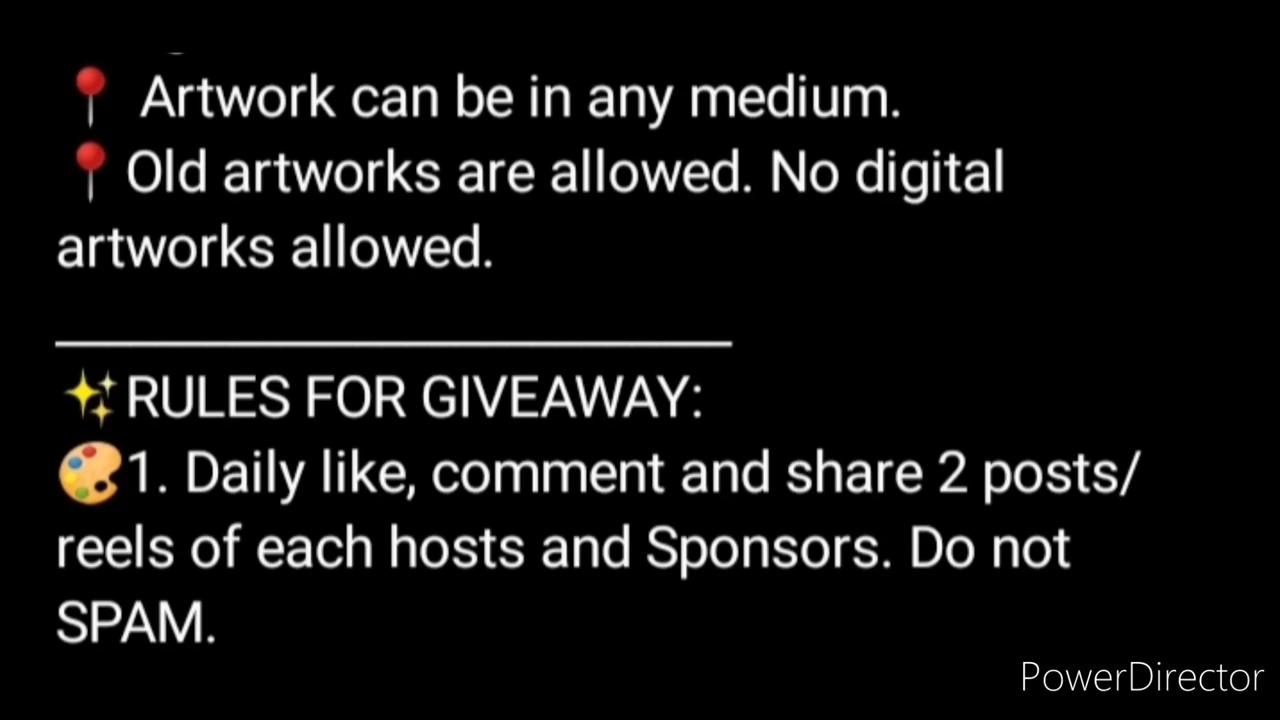 📍 Artwork can be in any medium.
📍Old artworks are allowed. No digital
artworks allowed.
✨RULES FOR GIVEAWAY:
🎨1. Daily like, comment and share 2 posts/
reels of each hosts and Sponsors. Do not
SPAM.
PowerDirector